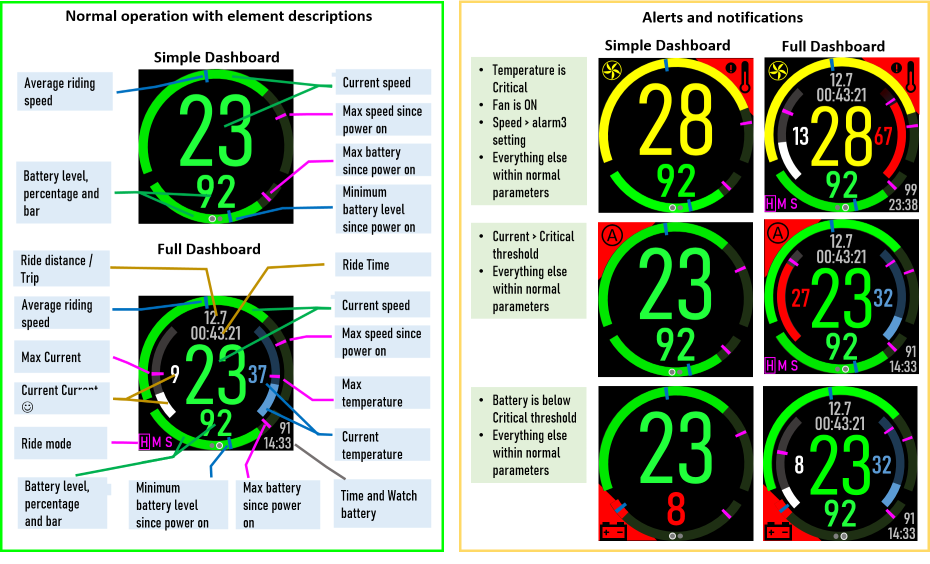 Normal operation with element descriptions
Simple Dashboard
Average riding
speed
Current speed
Max speed since
power on
Max battery
since power on
Battery level,
percentage and
bar
Minimum
battery level
since power on
23
92
Full Dashboard
Ride distance /
Trip
Ride Time
Average riding
speed
Current speed
Max speed since
power on
Max Current
Max
temperature
Current Current
☺
Ride mode
Current
temperature
Battery level,
percentage
and bar
Minimum
battery level
since power on
Max battery
since power
on
Time and Watch
battery
12.7
00:43:21
9 23 37
92
H M S
91
14:33
Alerts and notifications
Simple Dashboard
Full Dashboard
• Temperature is
Critical
• Fan is ON
• Speed > alarm3
setting
• Everything else
within normal
parameters
28
92
12.7
00:43:21
13 28 67
92
H M S
99
23:38
• Current > Critical
threshold
• Everything else
within normal
parameters
A
23
92
A
12.7
00:43:21
27 23 32
92
H M S
91
14:33
• Battery is below
Critical threshold
• Everything else
within normal
parameters
23
8
12.7
00:43:21
8 23 32
92
91
14:33